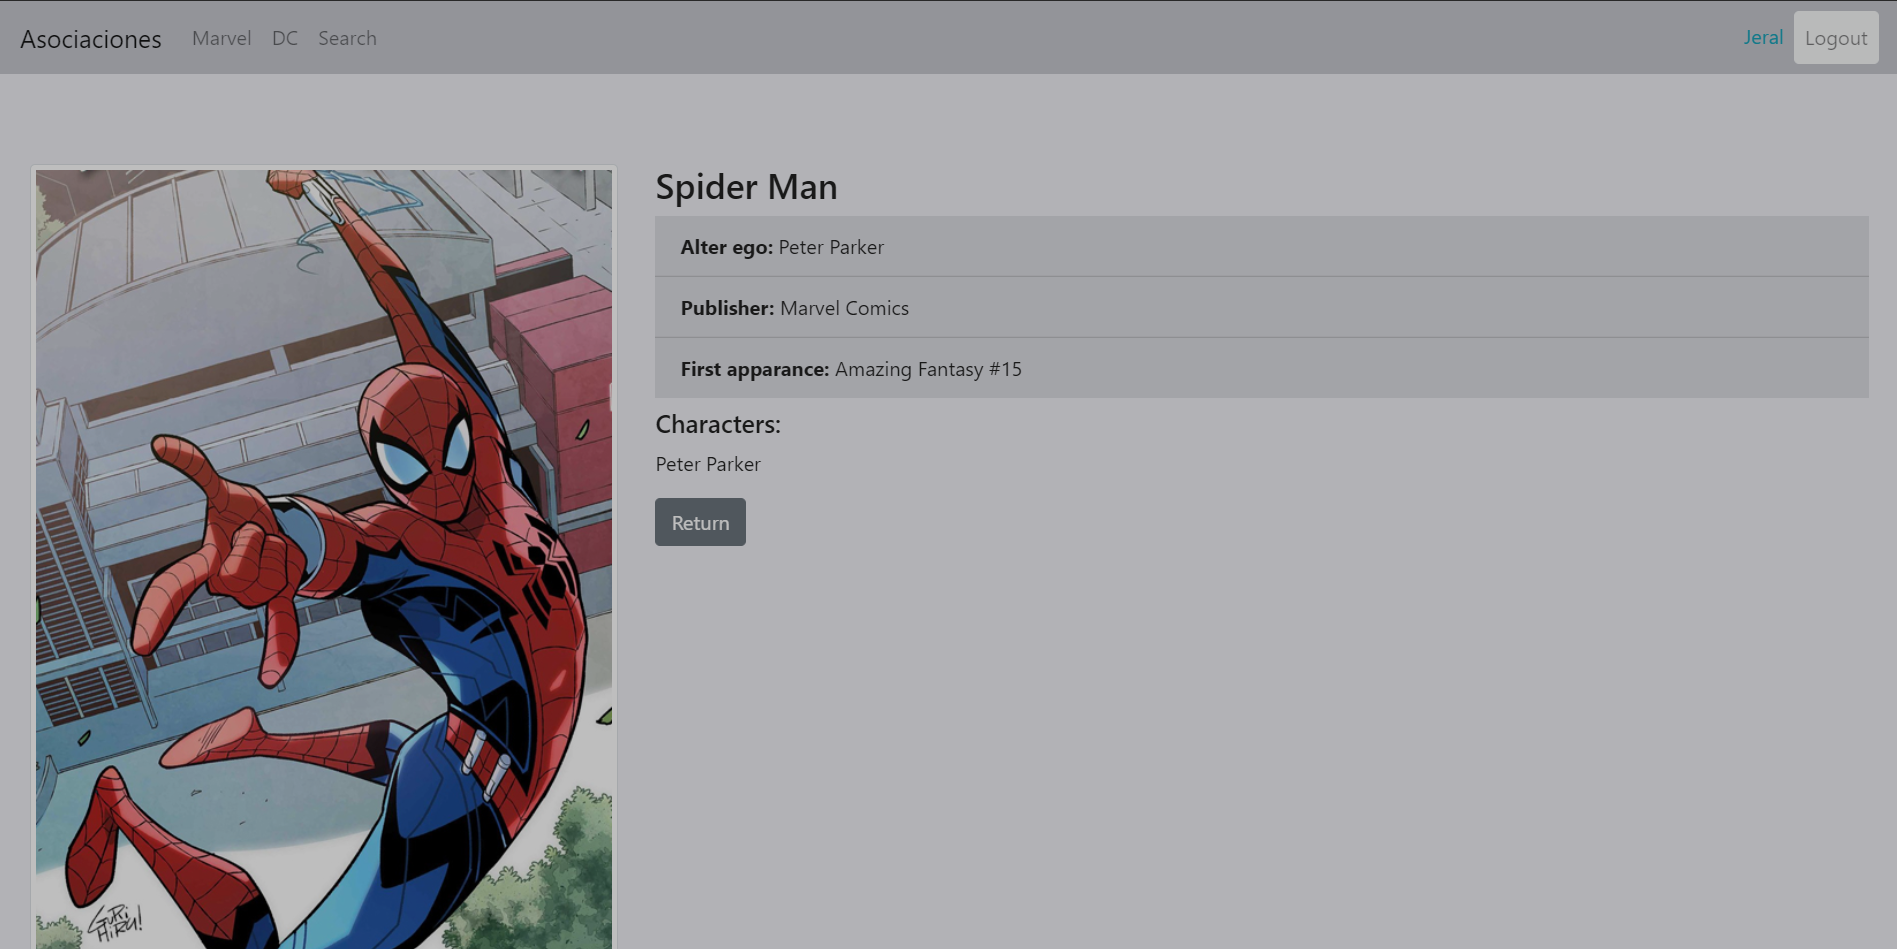 Asociaciones Marvel DC Search Jeral Logout
Spider Man
Alter ego: Peter Parker
Publisher: Marvel Comics
First apparance: Amazing Fantasy #15
Characters:
Peter Parker
Return
GURi
HiRU!